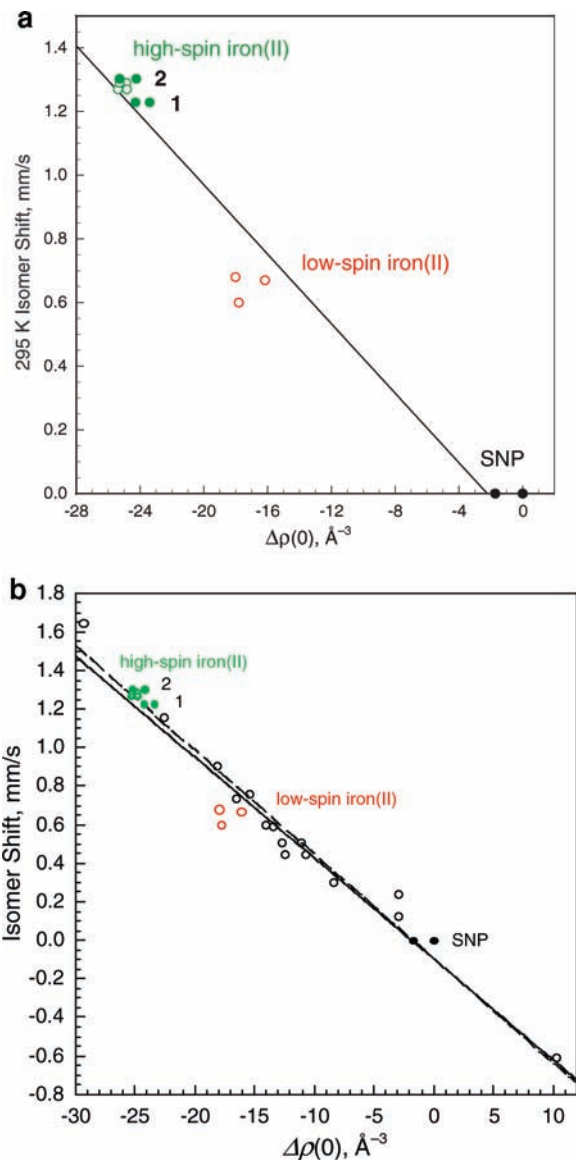 a
1.4
1.2
1.0
0.8
0.6
0.4
0.2
0.0
295 K Isomer Shift, mm/s
high-spin iron(II)
2
1
low-spin iron(II)
SNP
-28 -24 -20 -16 -12 -8 -4 0
Δρ(0), Å⁻³
b
1.8
1.6
1.4
1.2
1.0
0.8
0.6
0.4
0.2
0.0
-0.2
-0.4
-0.6
-0.8
Isomer Shift, mm/s
high-spin iron(II)
2
1
low-spin iron(II)
SNP
-30 -25 -20 -15 -10 -5 0 5 10
Δρ(0), Å⁻³